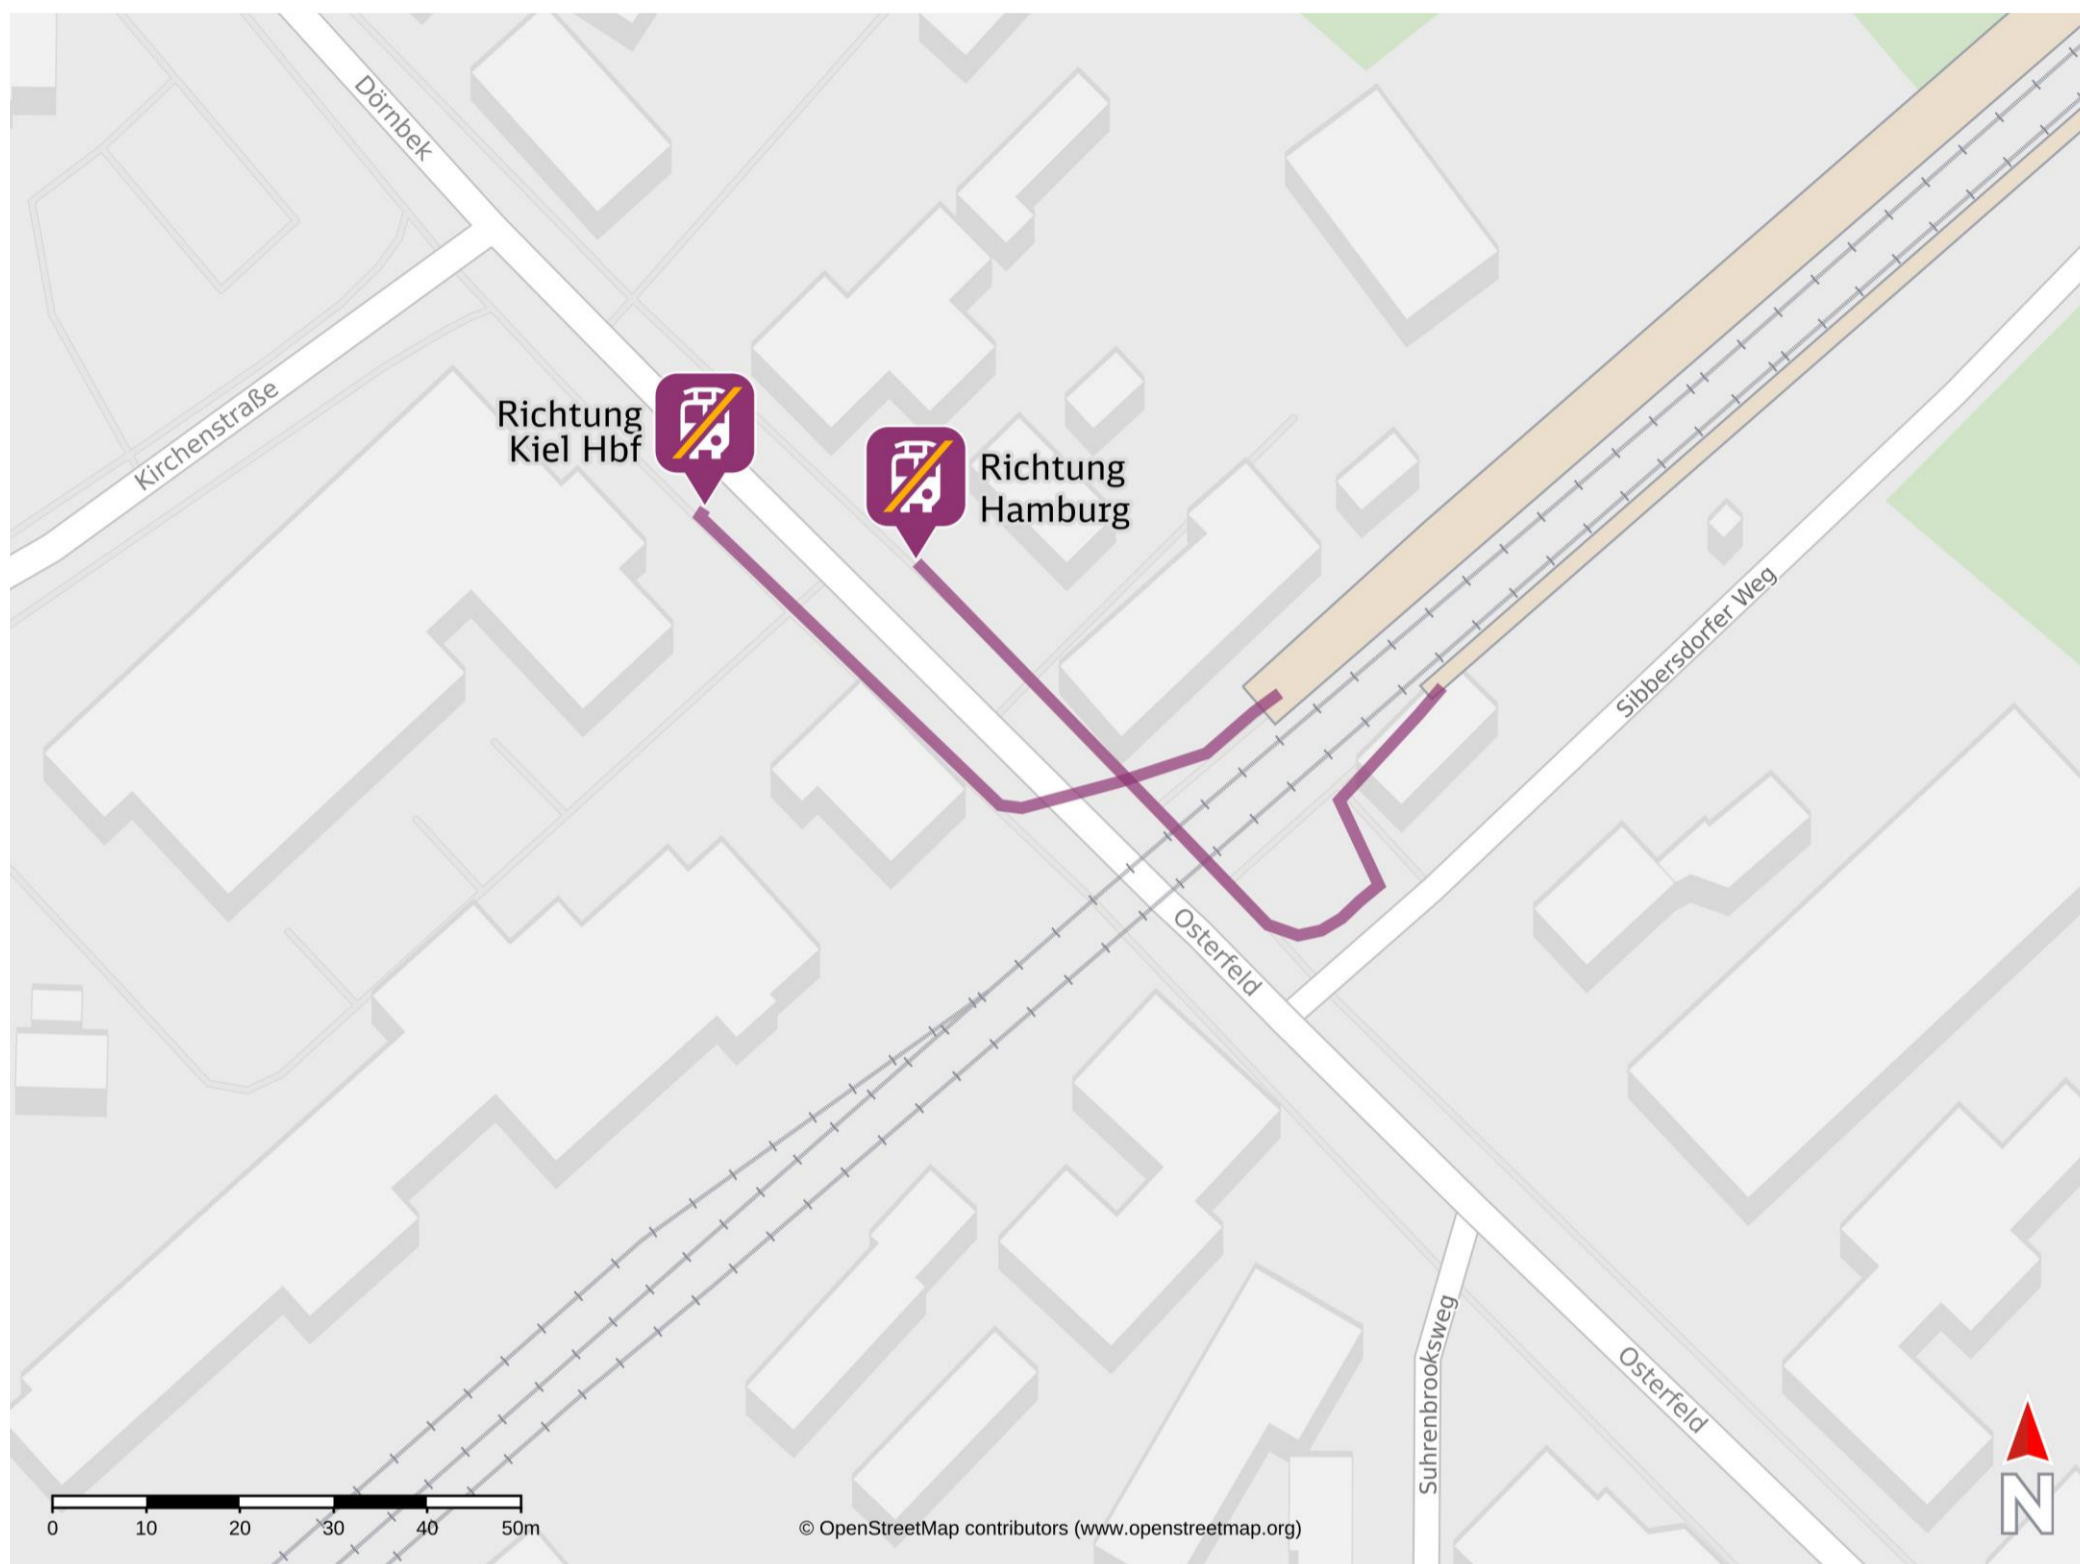 Dörnbek
Kirchenstraße
Richtung
Kiel Hbf
Richtung
Hamburg
Sibbersdorfer Weg
Osterfeld
Suhrenbrooksweg
Osterfeld
0 10 20 30 40 50m
© OpenStreetMap contributors (www.openstreetmap.org)
N